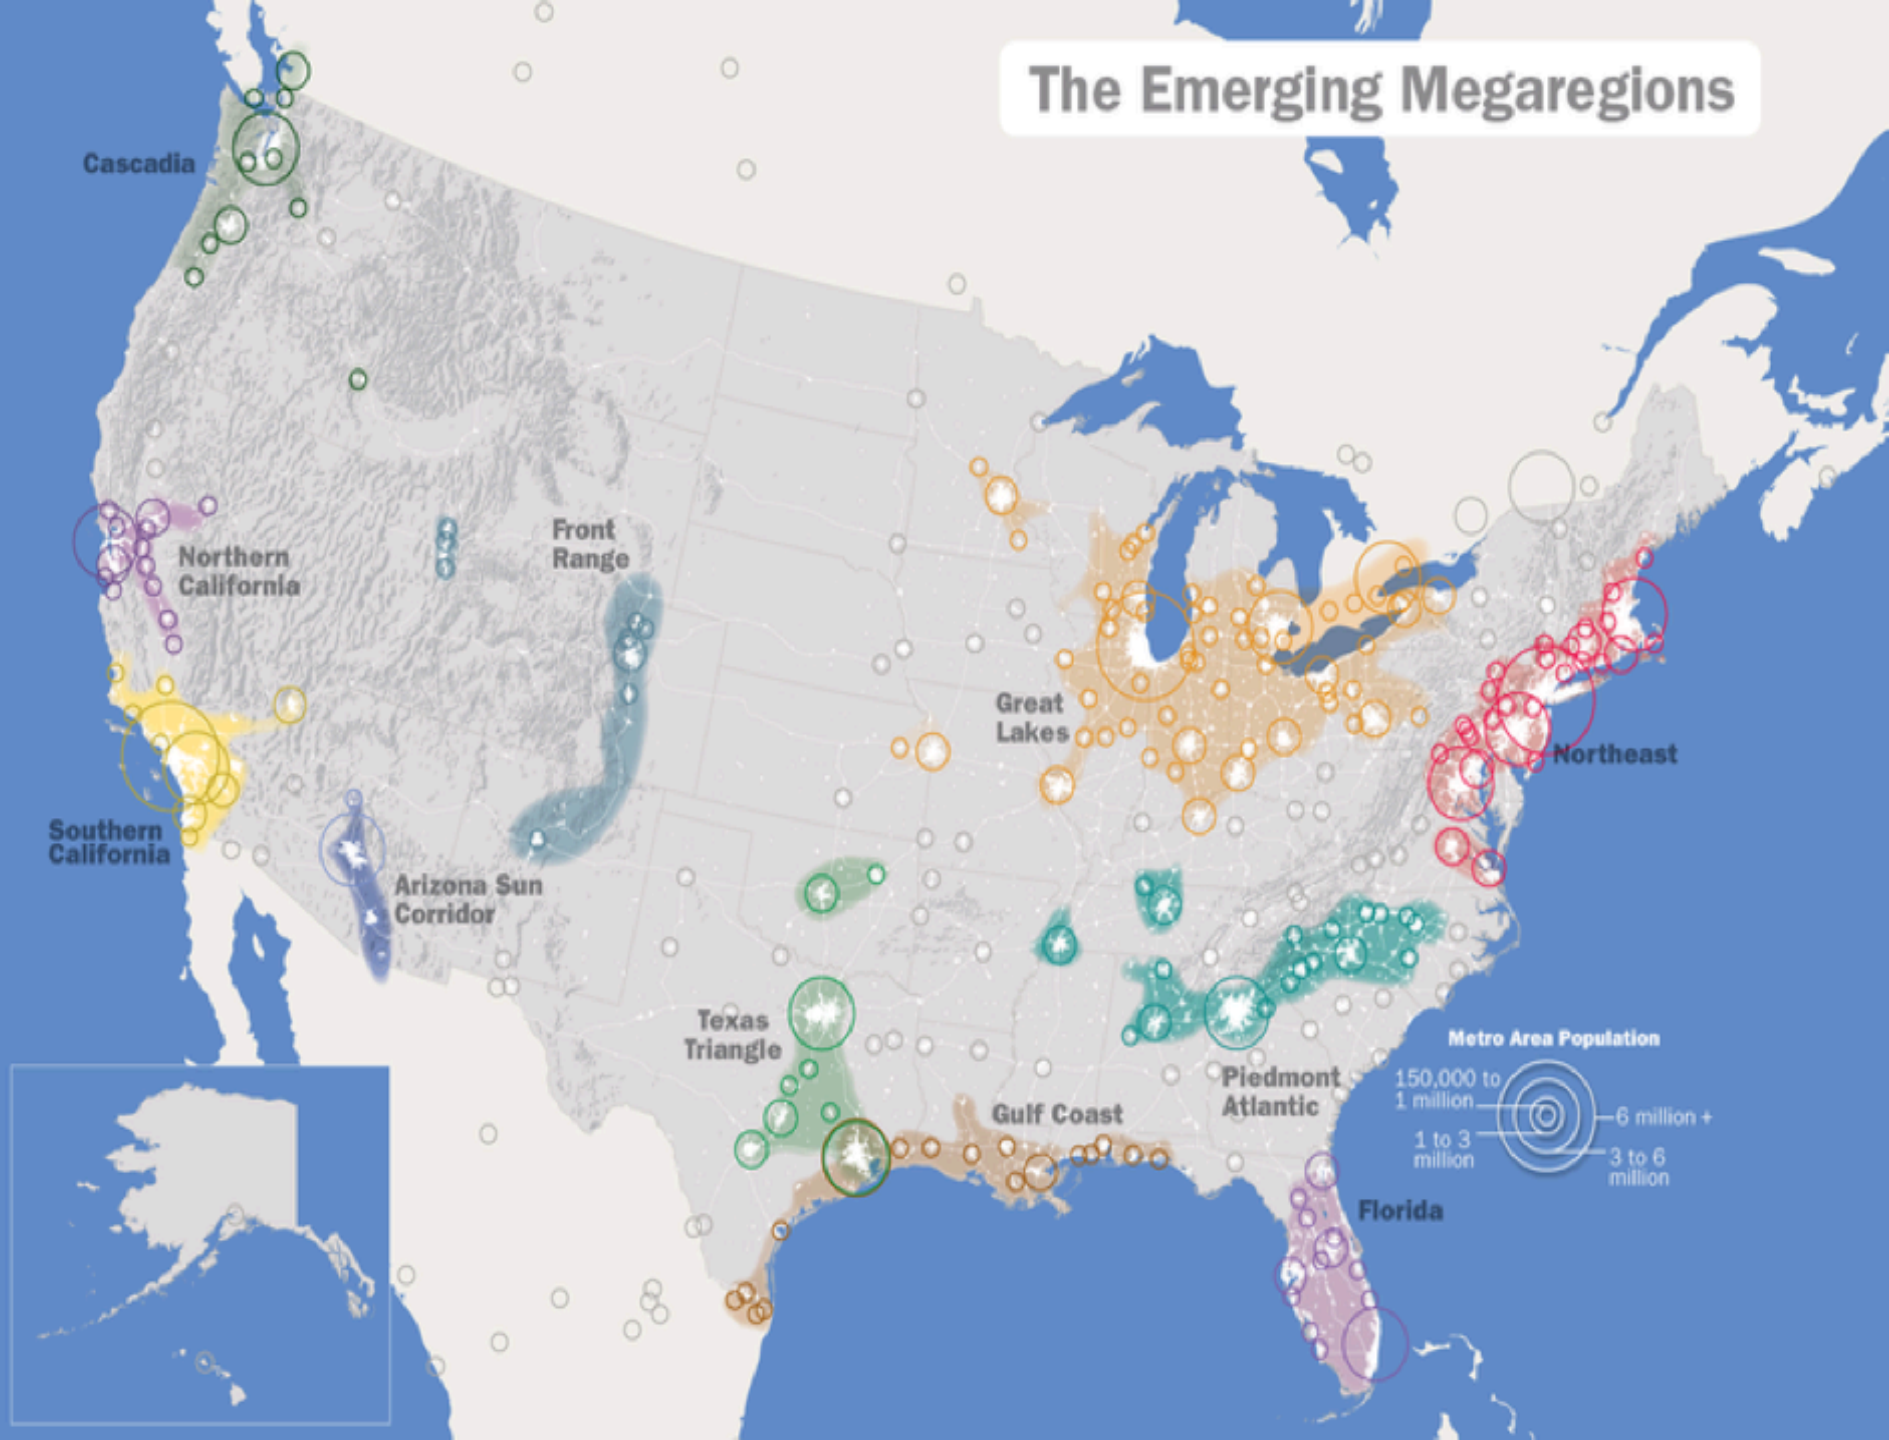 The Emerging Megaregions
Cascadia
Front
Range
Northern
California
Great
Lakes
Northeast
Southern
California
Arizona Sun
Corridor
Texas
Triangle
Piedmont
Atlantic
Gulf Coast
Florida
Metro Area Population
150,000 to
1 million
6 million +
1 to 3
million
3 to 6
million